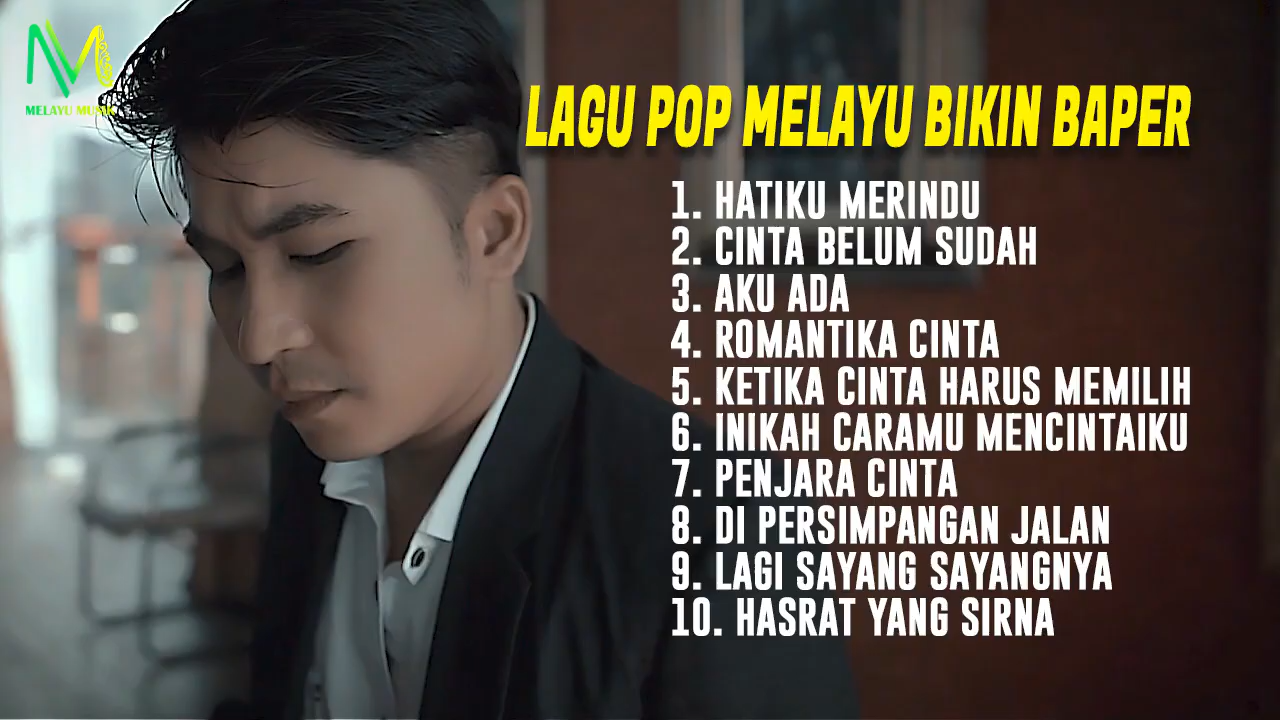 MELAYU MUSIK
LAGU POP MELAYU BIKIN BAPER
1. HATIKU MERINDU
2. CINTA BELUM SUDAH
3. AKU ADA
4. ROMANTIKA CINTA
5. KETIKA CINTA HARUS MEMILIH
6. INIKAH CARAMU MENCINTAIKU
7. PENJARA CINTA
8. DI PERSIMPANGAN JALAN
9. LAGI SAYANG SAYANGNYA
10. HASRAT YANG SIRNA